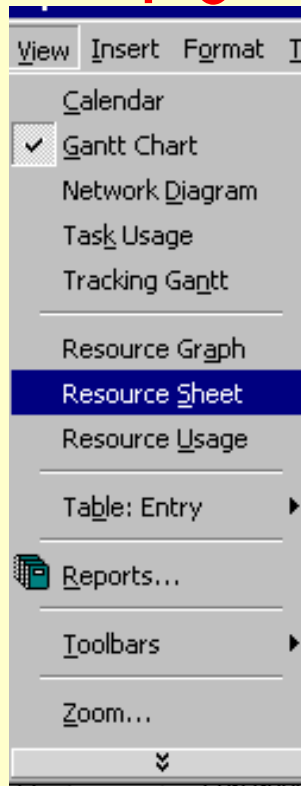 View Insert Format
Calendar
Gantt Chart
Network Diagram
Task Usage
Tracking Gantt
Resource Graph
Resource Sheet
Resource Usage
Table: Entry
Reports...
Toolbars
Zoom...